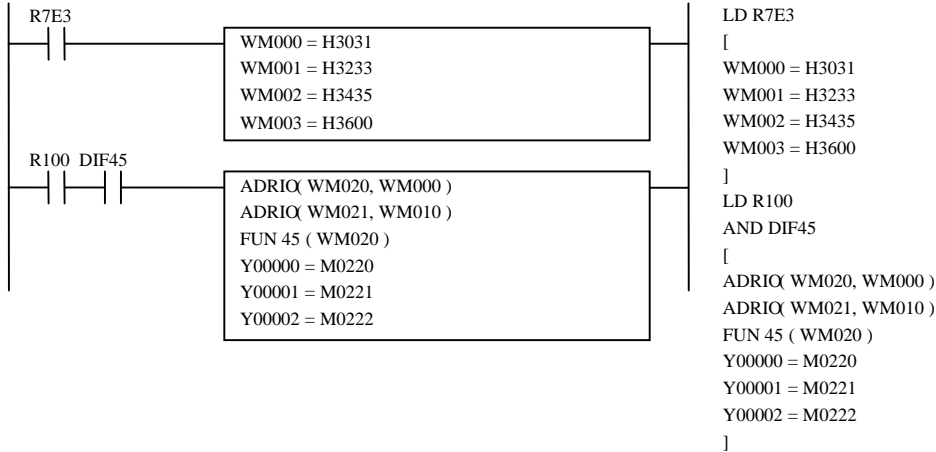 R7E3
WM000 = H3031
WM001 = H3233
WM002 = H3435
WM003 = H3600
R100 DIF45
ADRIO( WM020, WM000 )
ADRIO( WM021, WM010 )
FUN 45 ( WM020 )
Y00000 = M0220
Y00001 = M0221
Y00002 = M0222
LD R7E3
[
WM000 = H3031
WM001 = H3233
WM002 = H3435
WM003 = H3600
]
LD R100
AND DIF45
[
ADRIO( WM020, WM000 )
ADRIO( WM021, WM010 )
FUN 45 ( WM020 )
Y00000 = M0220
Y00001 = M0221
Y00002 = M0222
]